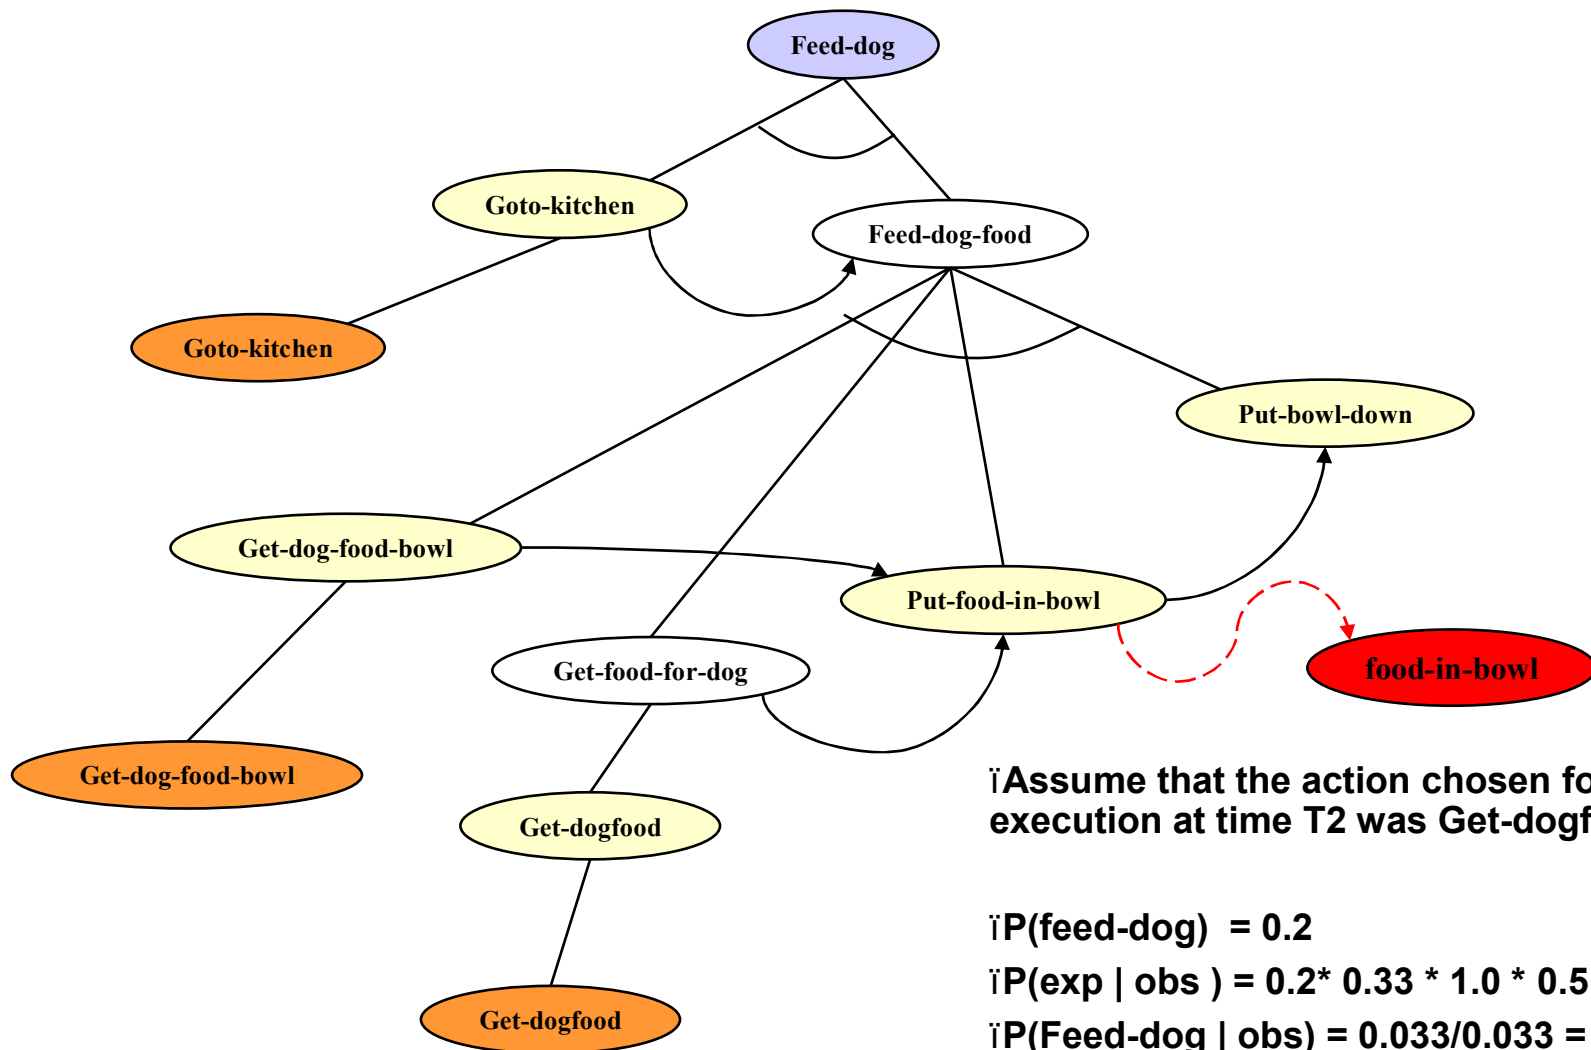 Feed-dog
Goto-kitchen
Feed-dog-food
Goto-kitchen
Put-bowl-down
Get-dog-food-bowl
Put-food-in-bowl
Get-food-for-dog
food-in-bowl
Get-dog-food-bowl
Get-dogfood
Get-dogfood
ïAssume that the action chosen fo
execution at time T2 was Get-dogf
ïP(feed-dog) = 0.2
ïP(exp | obs ) = 0.2* 0.33 * 1.0 * 0.5
ïP(Feed-dog | obs) = 0.033/0.033 =